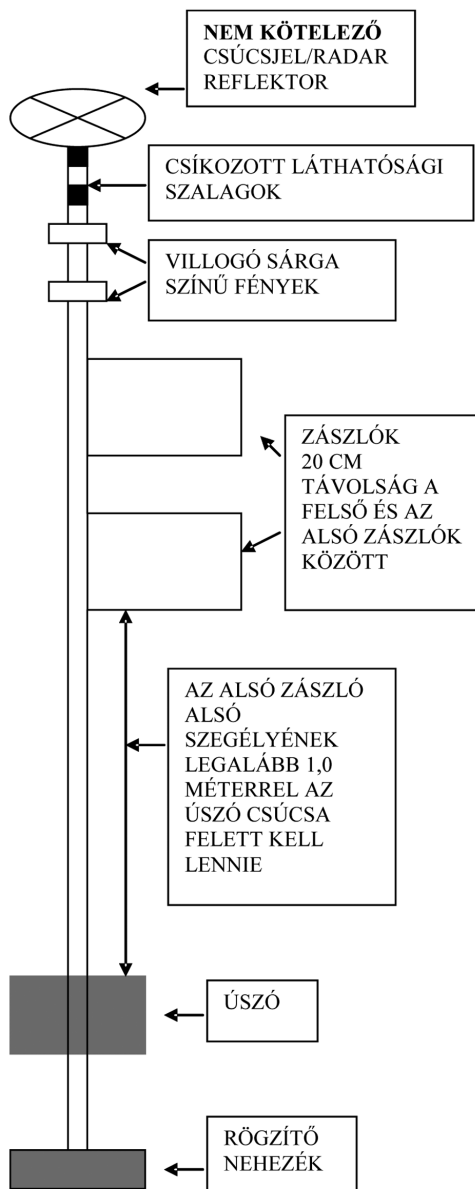 NEM KÖTELEZŐ
CSÚCSJEL/RADAR
REFLEKTOR
CSÍKOZOTT LÁTHATÓSÁGI
SZALAGOK
VILLOGÓ SÁRGA
SZÍNŰ FÉNYEK
ZÁSZLÓK
20 CM
TÁVOLSÁG A
FELSŐ ÉS AZ
ALSÓ ZÁSZLÓK
KÖZÖTT
AZ ALSÓ ZÁSZLÓ
ALSÓ
SZEGÉLYÉNEK
LEGALÁBB 1,0
MÉTERREL AZ
ÚSZÓ CSÚCSA
FELETT KELL
LENNIE
ÚSZÓ
RÖGZÍTŐ
NEHEZÉK